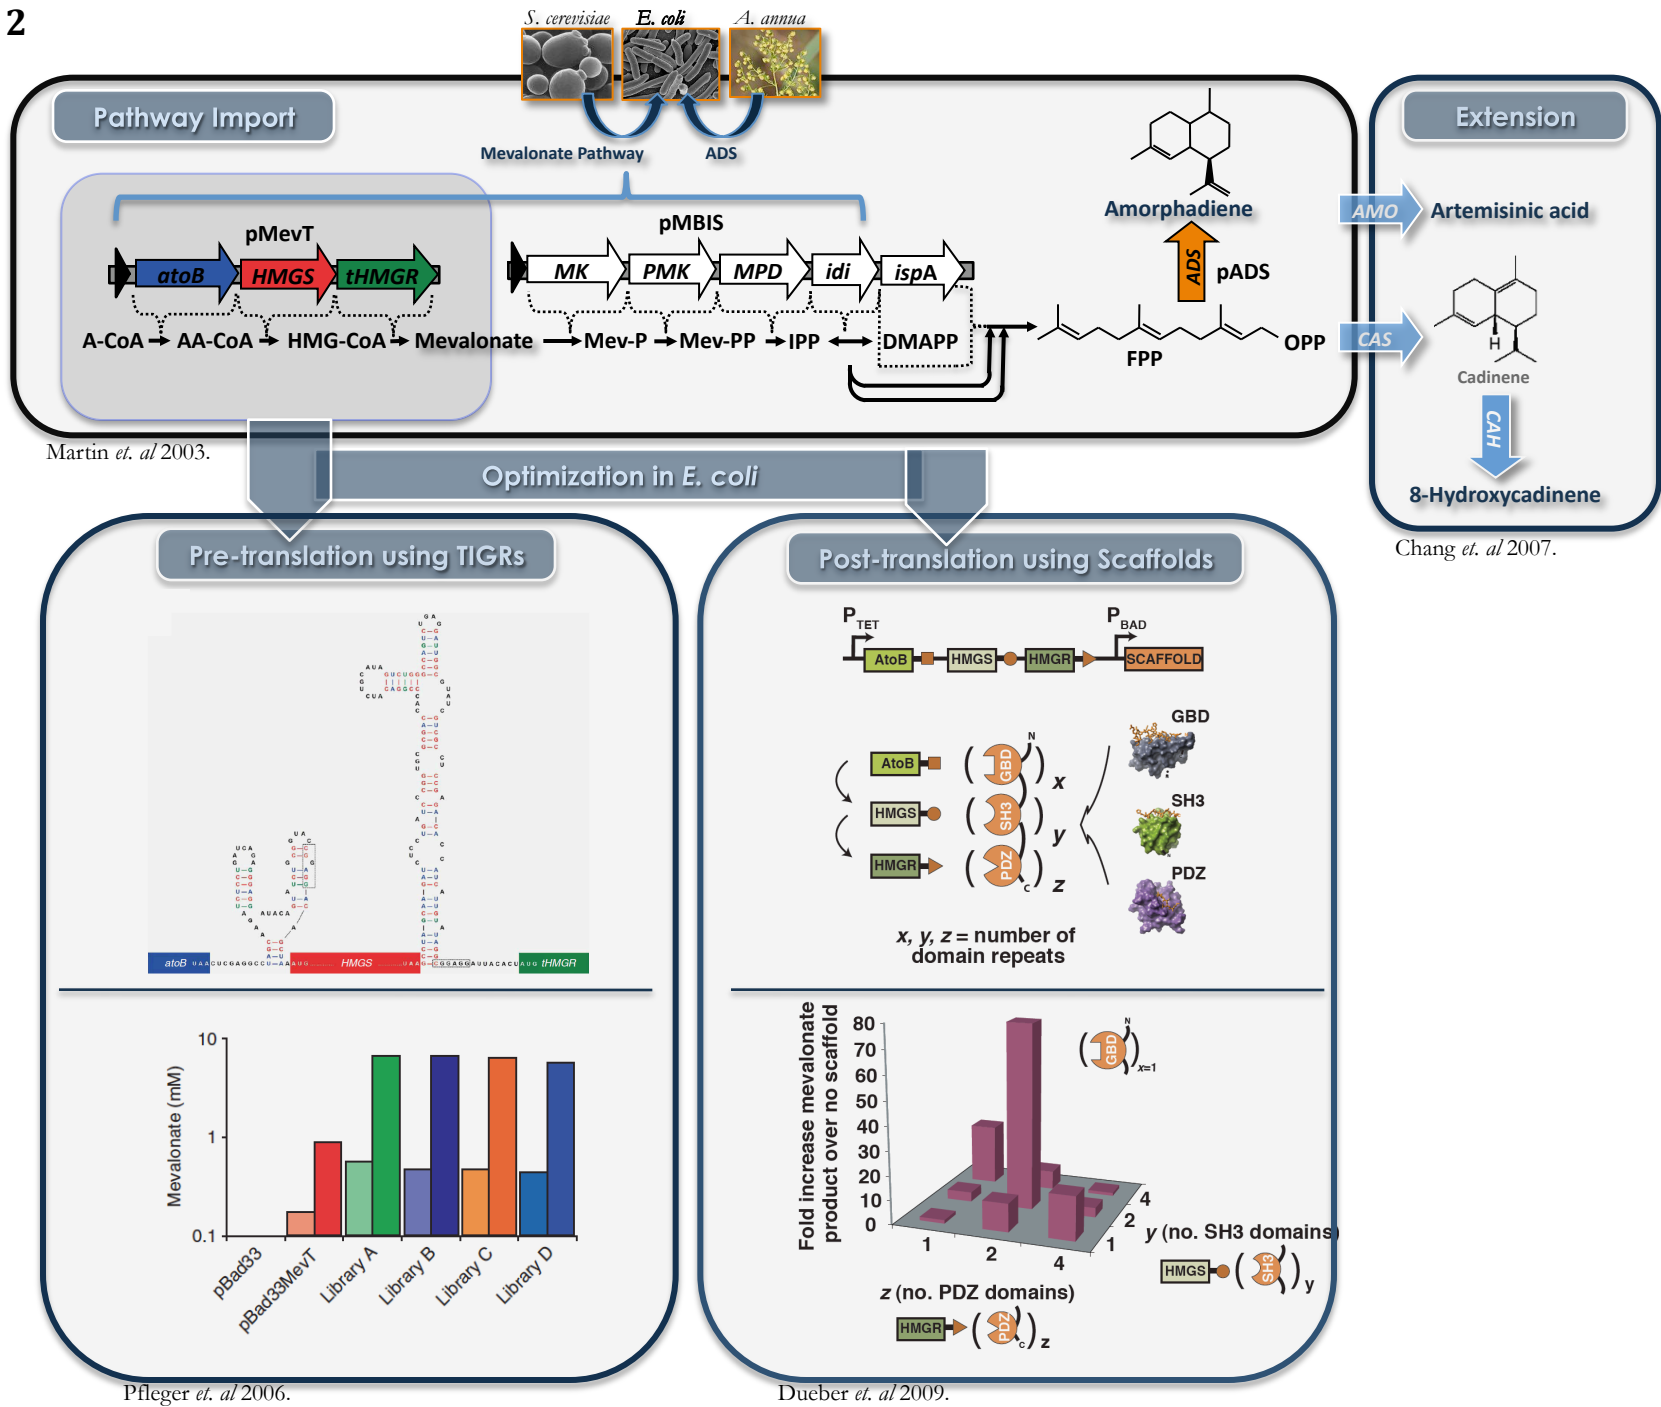 2
S. cerevisiae
E. coli
A. annua
Pathway Import
Extension
Mevalonate Pathway
ADS
pMevT
pMBIS
atoB
HMGS
tHMGR
MK
PMK
MPD
idi
ispA
A-CoA
AA-CoA
HMG-CoA
Mevalonate
Mev-P
Mev-PP
IPP
DMAPP
FPP
OPP
Amorphadiene
ADS
pADS
AMO
Artemisinic acid
CAS
H
Cadinene
CAH
8-Hydroxycadinene
Martin et. al 2003.
Chang et. al 2007.
Optimization in E. coli
Pre-translation using TIGRs
atoB
UAACUCGAGGCCU
AUG
HMGS
UAA
CGGAGGAUUACACUAUG
tHMGR
Mevalonate (mM)
10
1
0.1
pBad33
pBad33MevT
Library A
Library B
Library C
Library D
Pfleger et. al 2006.
Post-translation using Scaffolds
PTET
PBAD
AtoB
HMGS
HMGR
SCAFFOLD
AtoB
(GBD)x
N
HMGS
(SH3)y
HMGR
(PDZ)z
C
GBD
SH3
PDZ
x, y, z = number of
domain repeats
Fold increase mevalonate
product over no scaffold
80
70
60
50
40
30
20
10
0
1
2
4
1
2
4
N
(GBD)x=1
y (no. SH3 domains)
HMGS
(SH3)y
z (no. PDZ domains)
HMGR
(PDZ)z
C
Dueber et. al 2009.